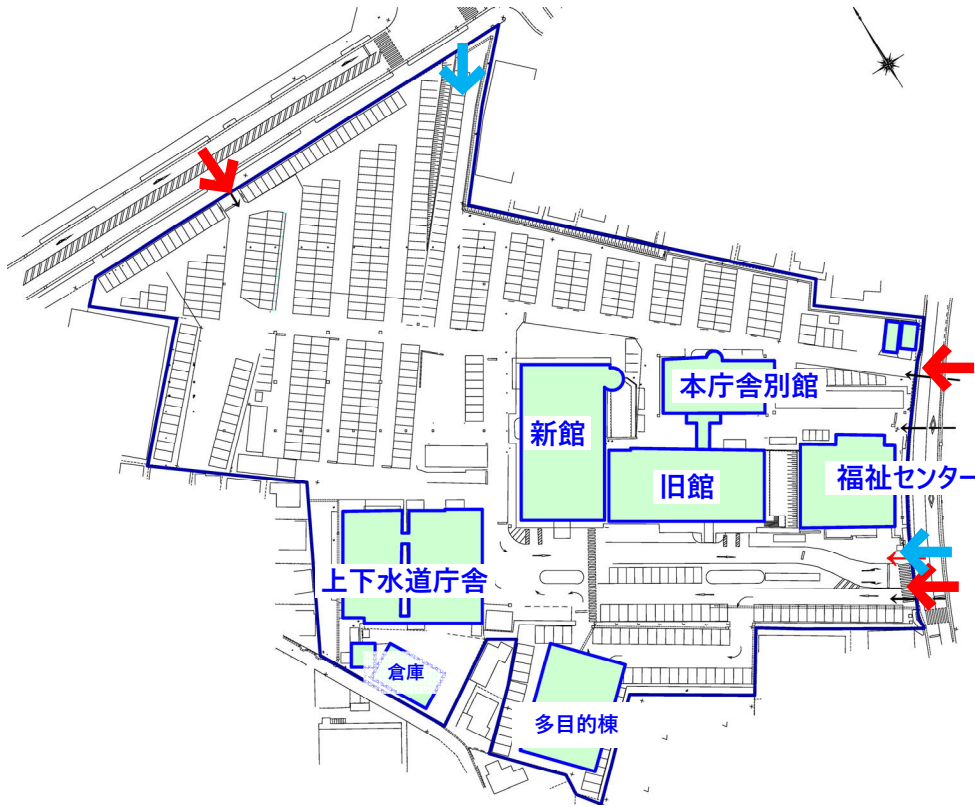 本庁舎別館
新館
旧館
福祉センター
上下水道庁舎
倉庫
多目的棟